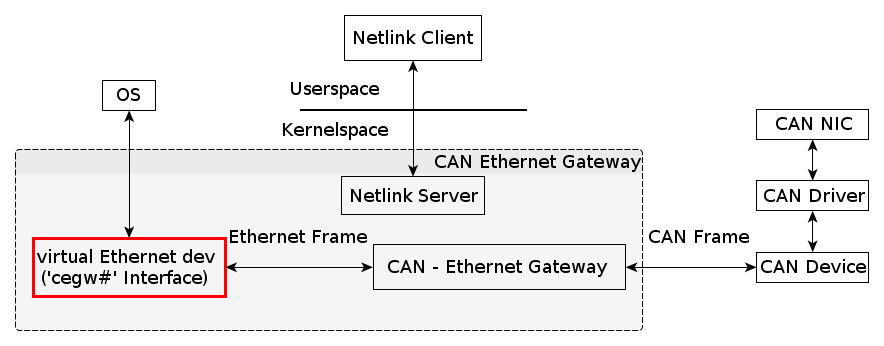 Netlink Client
Userspace
OS
Kernelspace
CAN NIC
CAN Ethernet Gateway
Netlink Server
CAN Driver
Ethernet Frame
CAN Frame
virtual Ethernet dev
('cegw#' Interface)
CAN - Ethernet Gateway
CAN Device